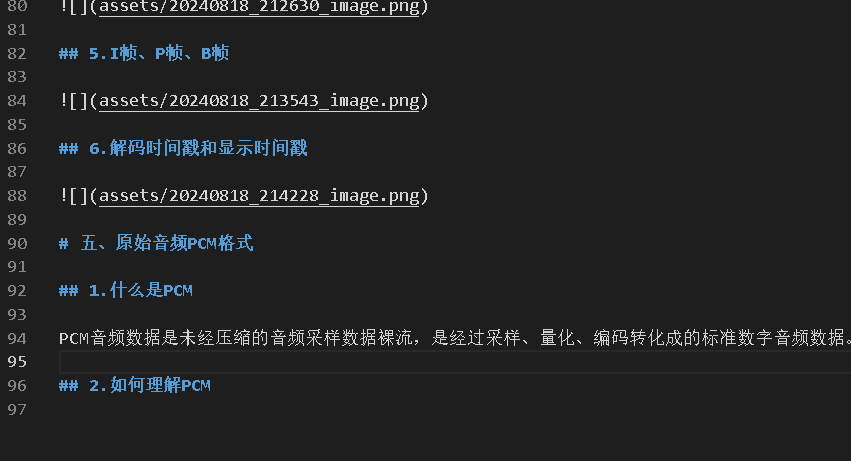 80 ![](assets/20240818_212630_image.png)
81
82 ## 5.I帧、P帧、B帧
83
84 ![](assets/20240818_213543_image.png)
85
86 ## 6.解码时间戳和显示时间戳
87
88 ![](assets/20240818_214228_image.png)
89
90 # 五、原始音频PCM格式
91
92 ## 1.什么是PCM
93
94 PCM音频数据是未经压缩的音频采样数据裸流，是经过采样、量化、编码转化成的标准数字音频数据。
95
96 ## 2.如何理解PCM
97